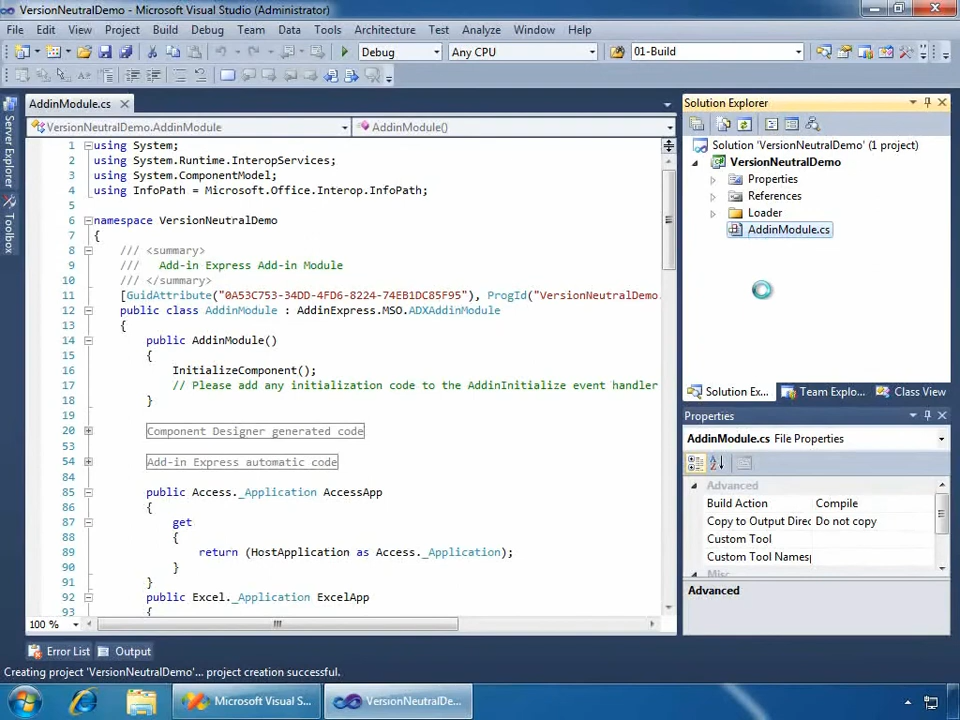 VersionNeutralDemo - Microsoft Visual Studio (Administrator)
File Edit View Project Build Debug Team Data Tools Architecture Test Analyze Window Help
Debug Any CPU 01-Build
Server Explorer
Toolbox
AddinModule.cs
VersionNeutralDemo.AddinModule AddinModule()
1 using System;
2 using System.Runtime.InteropServices;
3 using System.ComponentModel;
4 using InfoPath = Microsoft.Office.Interop.InfoPath;
5
6 namespace VersionNeutralDemo
7 {
8 /// <summary>
9 /// Add-in Express Add-in Module
10 /// </summary>
11 [GuidAttribute("0A53C753-34DD-4FD6-8224-74EB1DC85F95"), ProgId("VersionNeutralDemo.
12 public class AddinModule : AddinExpress.MSO.ADXAddinModule
13 {
14 public AddinModule()
15 {
16 InitializeComponent();
17 // Please add any initialization code to the AddinInitialize event handler
18 }
19
20 Component Designer generated code
53
54 Add-in Express automatic code
84
85 public Access._Application AccessApp
86 {
87 get
88 {
89 return (HostApplication as Access._Application);
90 }
91 }
92 public Excel._Application ExcelApp
93 {
100 %
Solution Explorer
Solution 'VersionNeutralDemo' (1 project)
VersionNeutralDemo
Properties
References
Loader
AddinModule.cs
Solution Ex... Team Explo... Class View
Properties
AddinModule.cs File Properties
Advanced
Build Action Compile
Copy to Output Direc Do not copy
Custom Tool
Custom Tool Namesp
Misc
Advanced
Error List Output
Creating project 'VersionNeutralDemo'... project creation successful.
Microsoft Visual S... VersionNeutralDe...